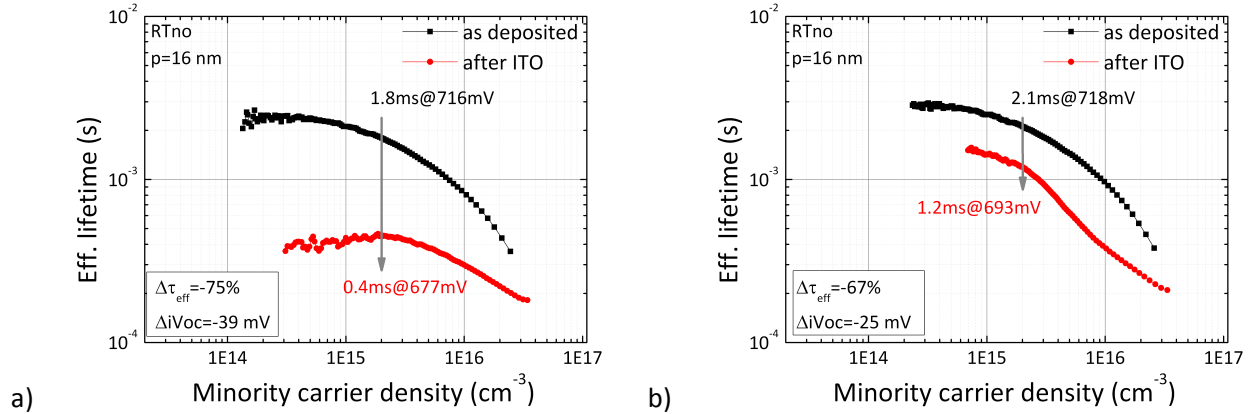 a)
RTno
p=16 nm
as deposited
after ITO
1.8ms@716mV
0.4ms@677mV
Δτeff=-75%
ΔiVoc=-39 mV
10^-2
10^-3
10^-4
Eff. lifetime (s)
1E14 1E15 1E16 1E17
Minority carrier density (cm^-3)
b)
RTno
p=16 nm
as deposited
after ITO
2.1ms@718mV
1.2ms@693mV
Δτeff=-67%
ΔiVoc=-25 mV
10^-2
10^-3
10^-4
Eff. lifetime (s)
1E14 1E15 1E16 1E17
Minority carrier density (cm^-3)